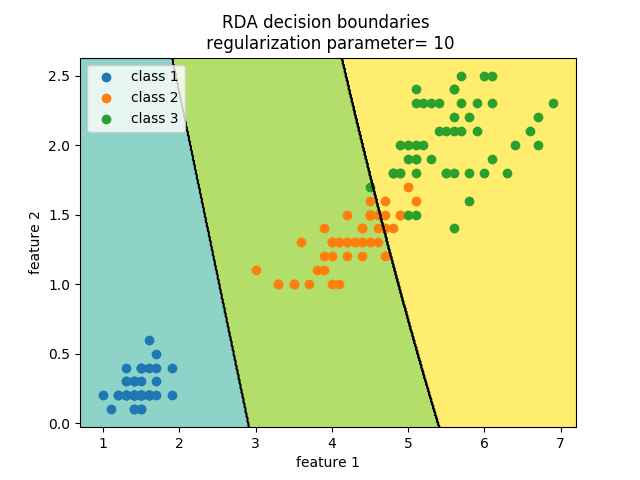 RDA decision boundaries
regularization parameter= 10
class 1
class 2
class 3
2.5
2.0
1.5
1.0
0.5
0.0
feature 2
1 2 3 4 5 6 7
feature 1